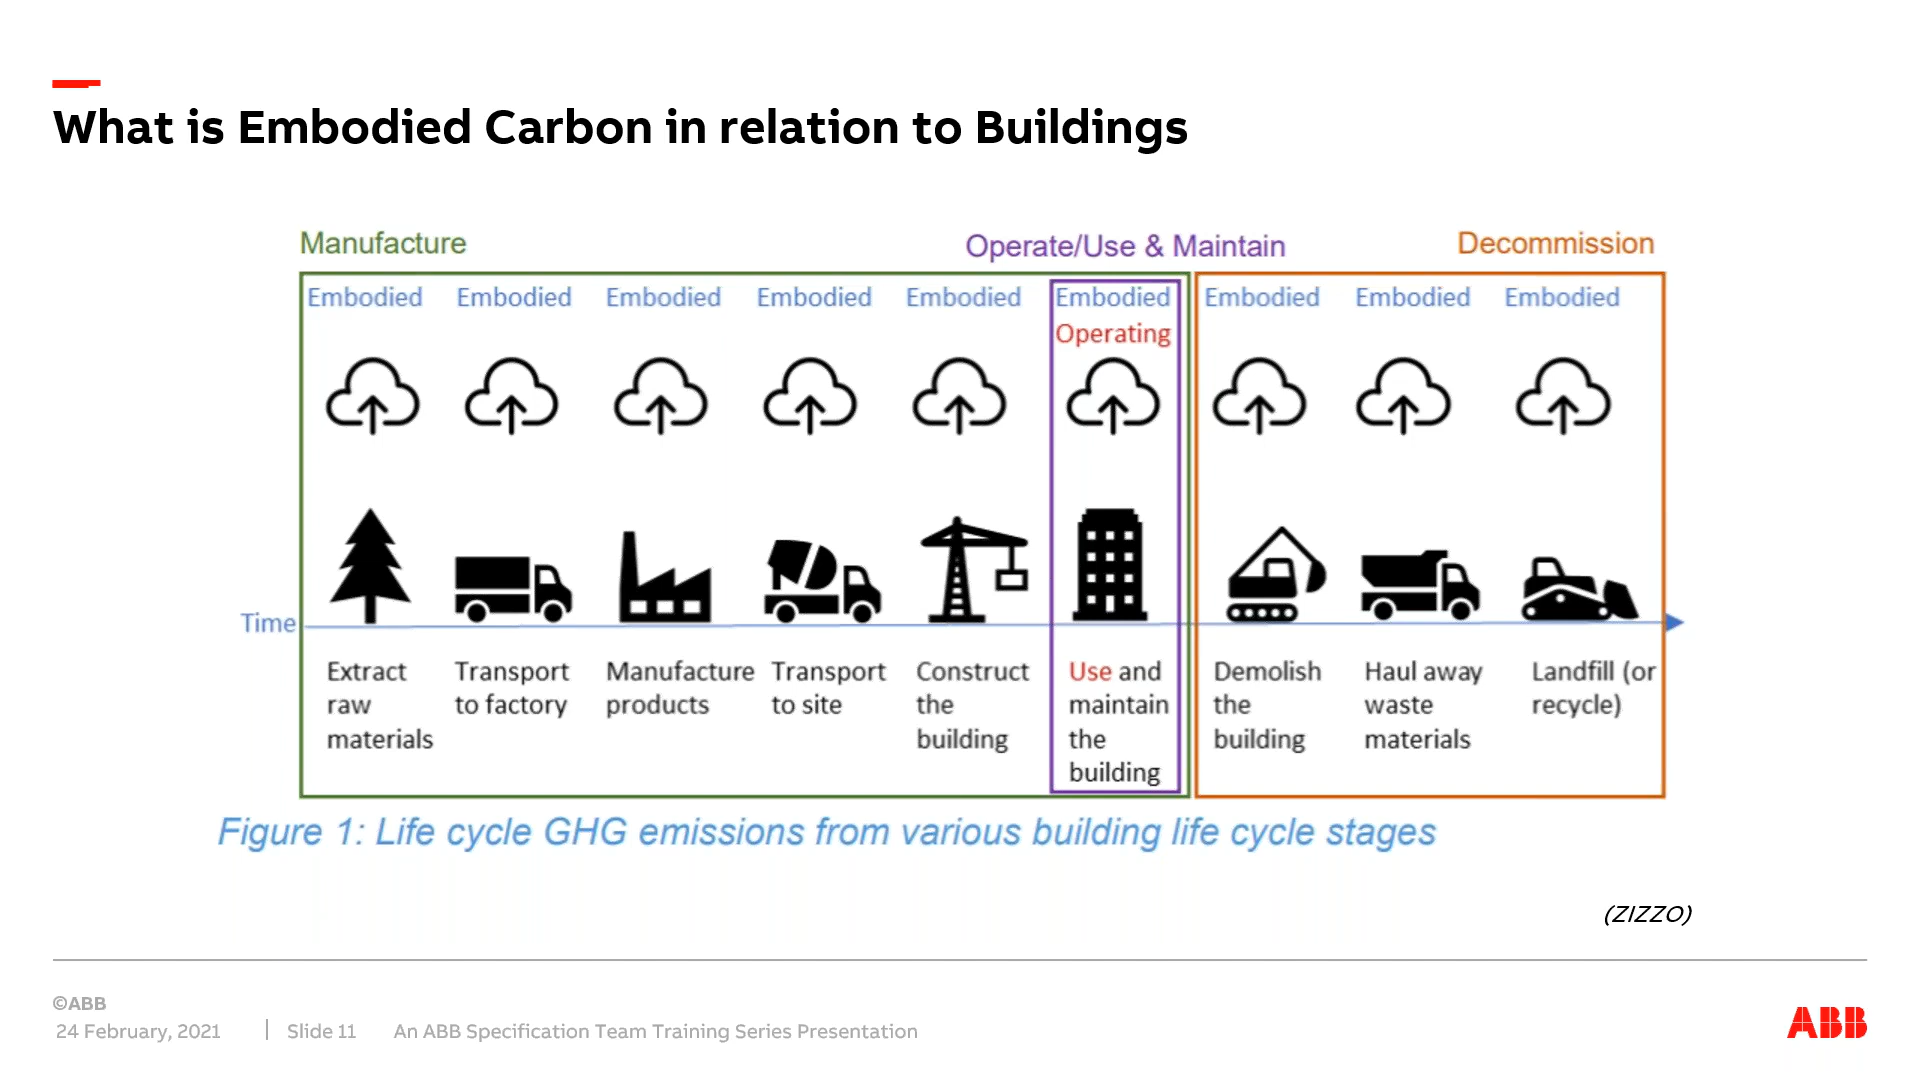 What is Embodied Carbon in relation to Buildings
Manufacture
Operate/Use & Maintain
Decommission
Embodied Embodied Embodied Embodied Embodied Embodied Embodied Embodied Embodied
Operating
Time
Extract
raw
materials
Transport
to factory
Manufacture
products
Transport
to site
Construct
the
building
Use and
maintain
the
building
Demolish
the
building
Haul away
waste
materials
Landfill (or
recycle)
Figure 1: Life cycle GHG emissions from various building life cycle stages
(ZIZZO)
©ABB
24 February, 2021 | Slide 11 An ABB Specification Team Training Series Presentation
ABB